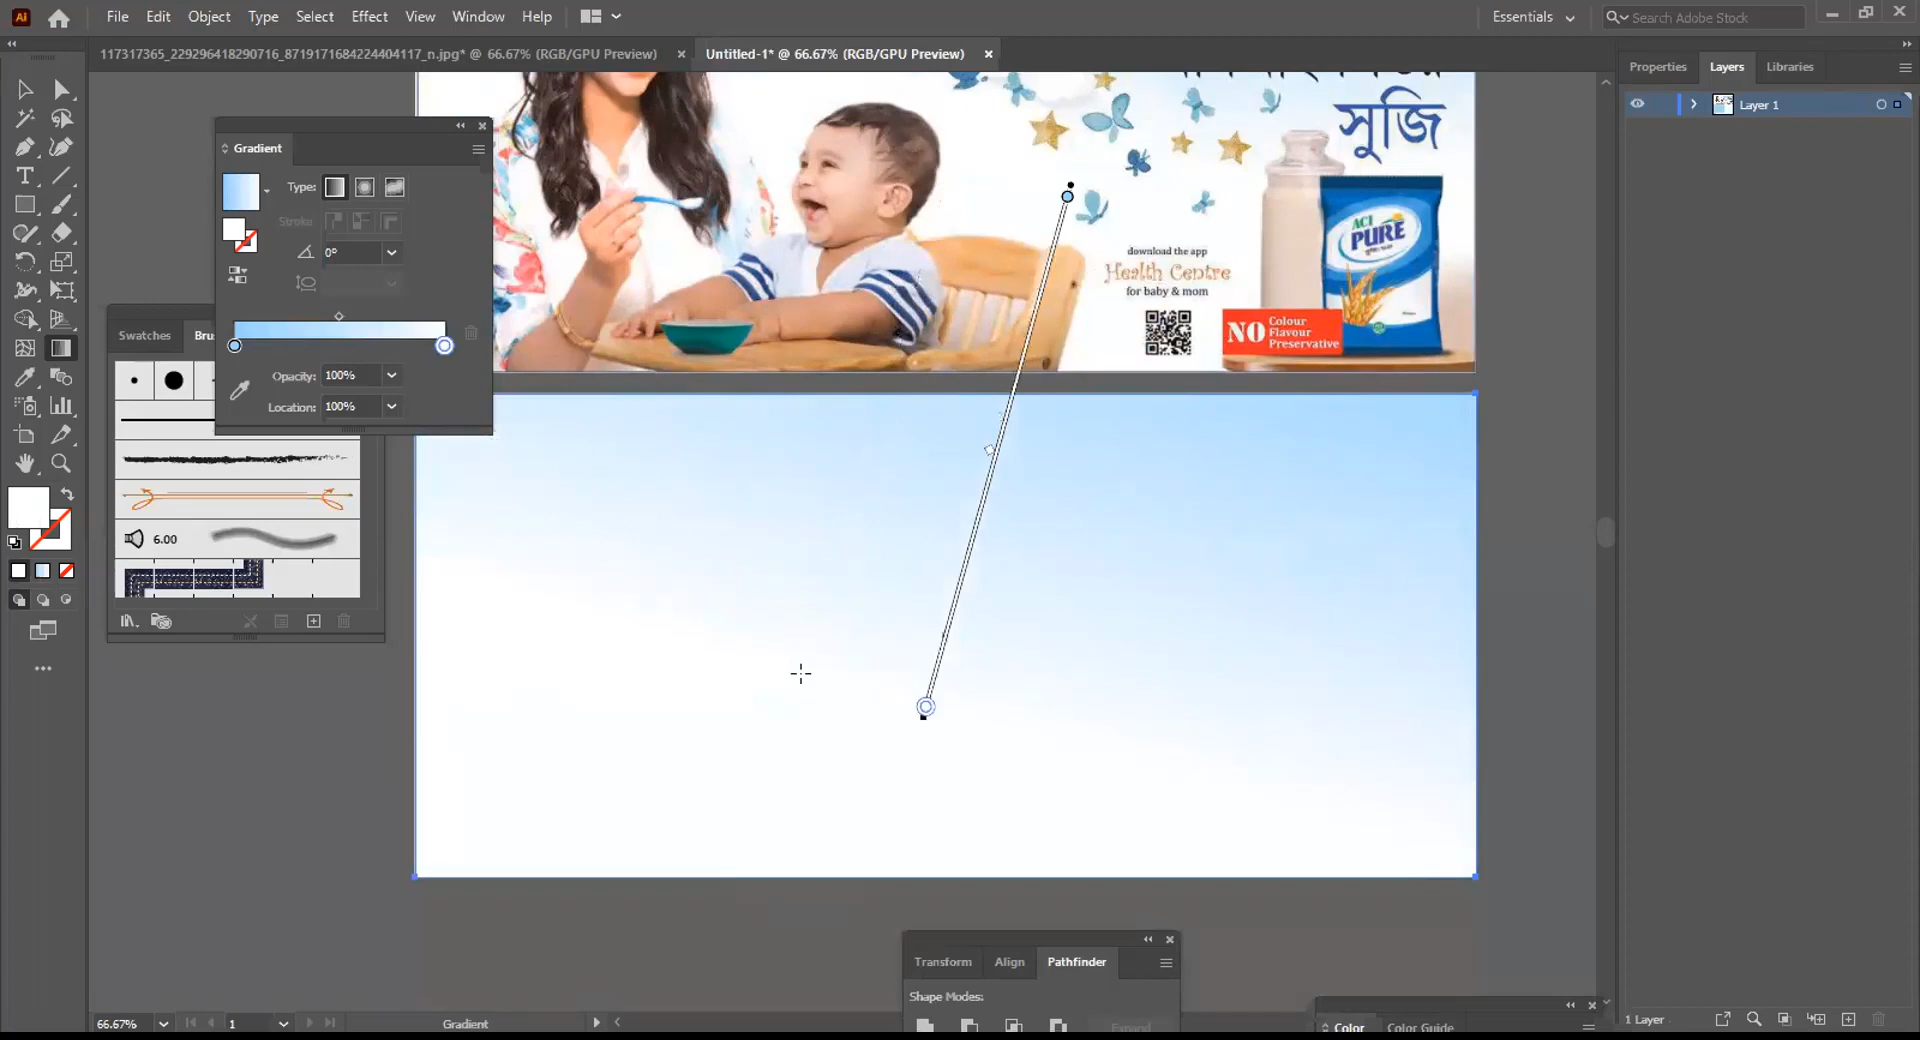 Ai File Edit Object Type Select Effect View Window Help
Essentials
Search Adobe Stock
117317365_229296418290716_8719171684224404117_n.jpg* @ 66.67% (RGB/GPU Preview)
Untitled-1* @ 66.67% (RGB/GPU Preview)
Properties Layers Libraries
Layer 1
Gradient
Type:
Stroke:
0°
Opacity: 100%
Location: 100%
Swatches Bru
6.00
সুজি
ACI
PURE
download the app
Health Centre
for baby & mom
NO Colour
Flavour
Preservative
Transform Align Pathfinder
Shape Modes:
Expand
Color Color Guide
66.67% 1 Gradient
1 Layer